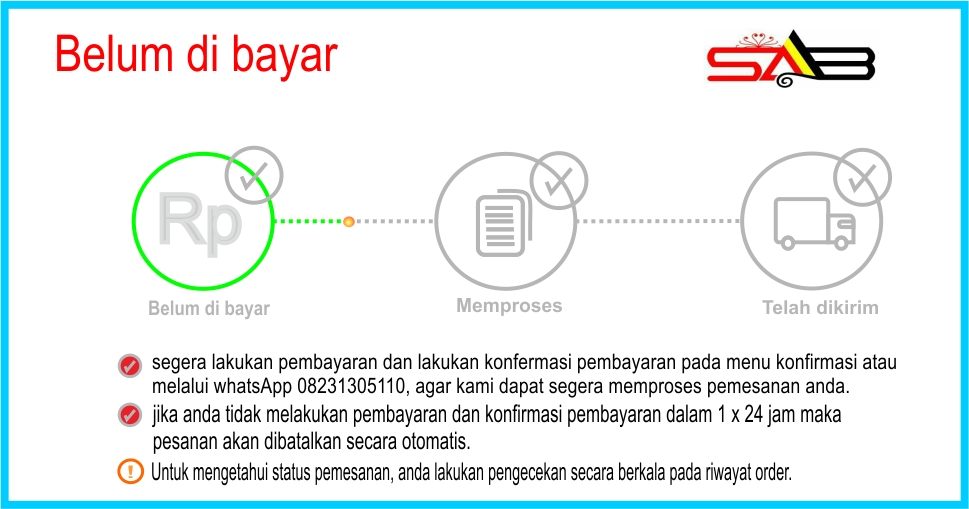 Belum di bayar
SAB
Rp
Belum di bayar
Memproses
Telah dikirim
segera lakukan pembayaran dan lakukan konfermasi pembayaran pada menu konfirmasi atau
melalui whatsApp 08231305110, agar kami dapat segera memproses pemesanan anda.
jika anda tidak melakukan pembayaran dan konfirmasi pembayaran dalam 1 x 24 jam maka
pesanan akan dibatalkan secara otomatis.
Untuk mengetahui status pemesanan, anda lakukan pengecekan secara berkala pada riwayat order.